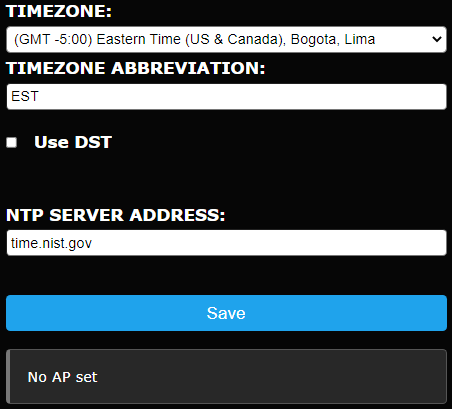 TIMEZONE:
(GMT -5:00) Eastern Time (US & Canada), Bogota, Lima
TIMEZONE ABBREVIATION:
EST
Use DST
NTP SERVER ADDRESS:
time.nist.gov
Save
No AP set